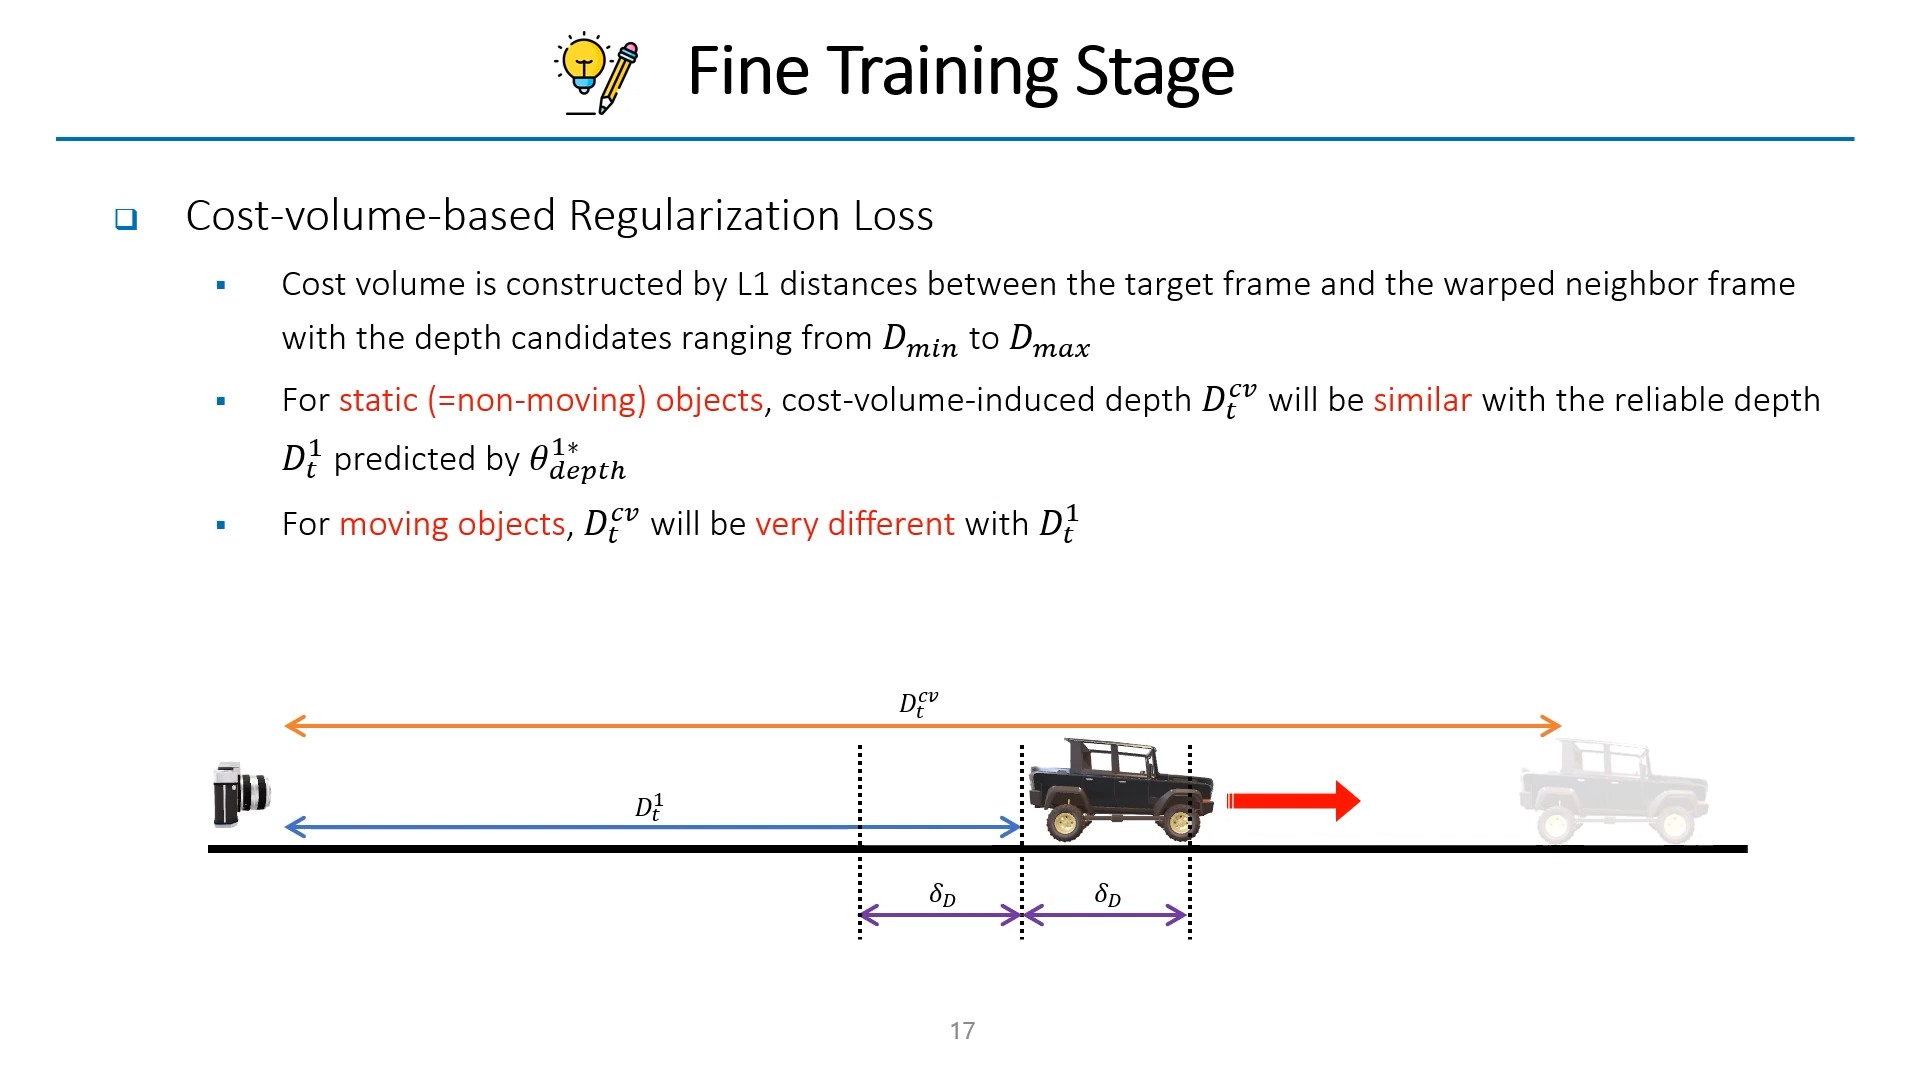 Fine Training Stage
Cost-volume-based Regularization Loss
Cost volume is constructed by L1 distances between the target frame and the warped neighbor frame
with the depth candidates ranging from $D_{min}$ to $D_{max}$
For static (=non-moving) objects, cost-volume-induced depth $D_t^{cv}$ will be similar with the reliable depth
$D_t^1$ predicted by $\theta_{depth}^{1*}$
For moving objects, $D_t^{cv}$ will be very different with $D_t^1$
$D_t^{cv}$
$D_t^1$
$\delta_D$ $\delta_D$
17